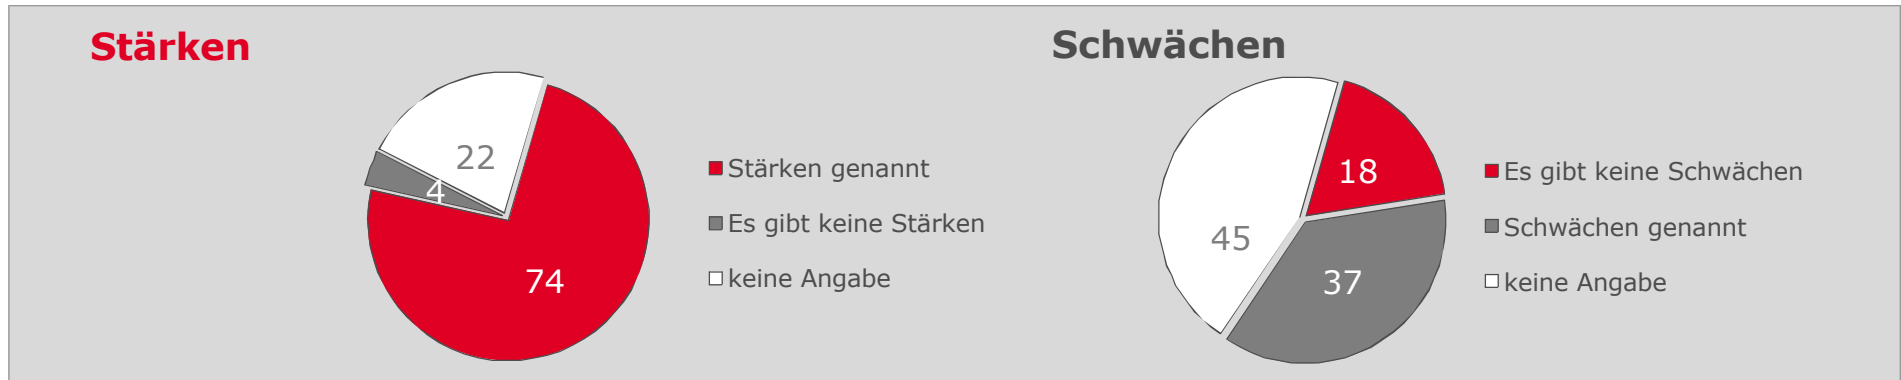 Stärken
22
4
74
Stärken genannt
Es gibt keine Stärken
keine Angabe
Schwächen
18
45
37
Es gibt keine Schwächen
Schwächen genannt
keine Angabe